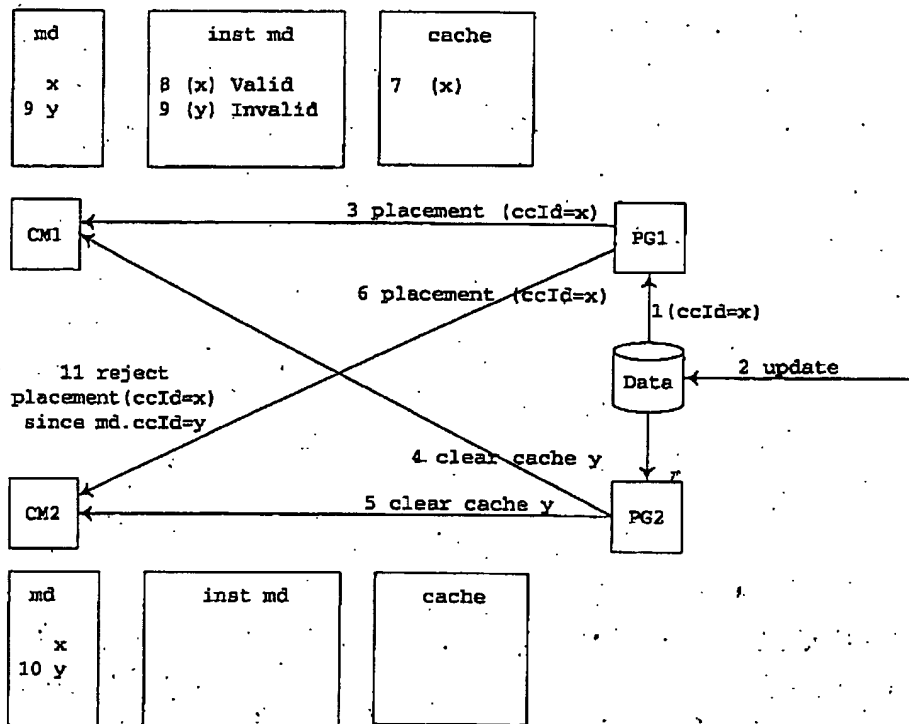 md
x
9 y
inst md
8 (x) Valid
9 (y) Invalid
cache
7 (x)
CM1
3 placement (ccId=x)
PG1
6 placement (ccId=x)
1(ccId=x)
11 reject
placement(ccId=x)
since md.ccId=y
Data
2 update
4 clear cache y
CM2
5 clear cache y
PG2
md
x
10 y
inst md
cache